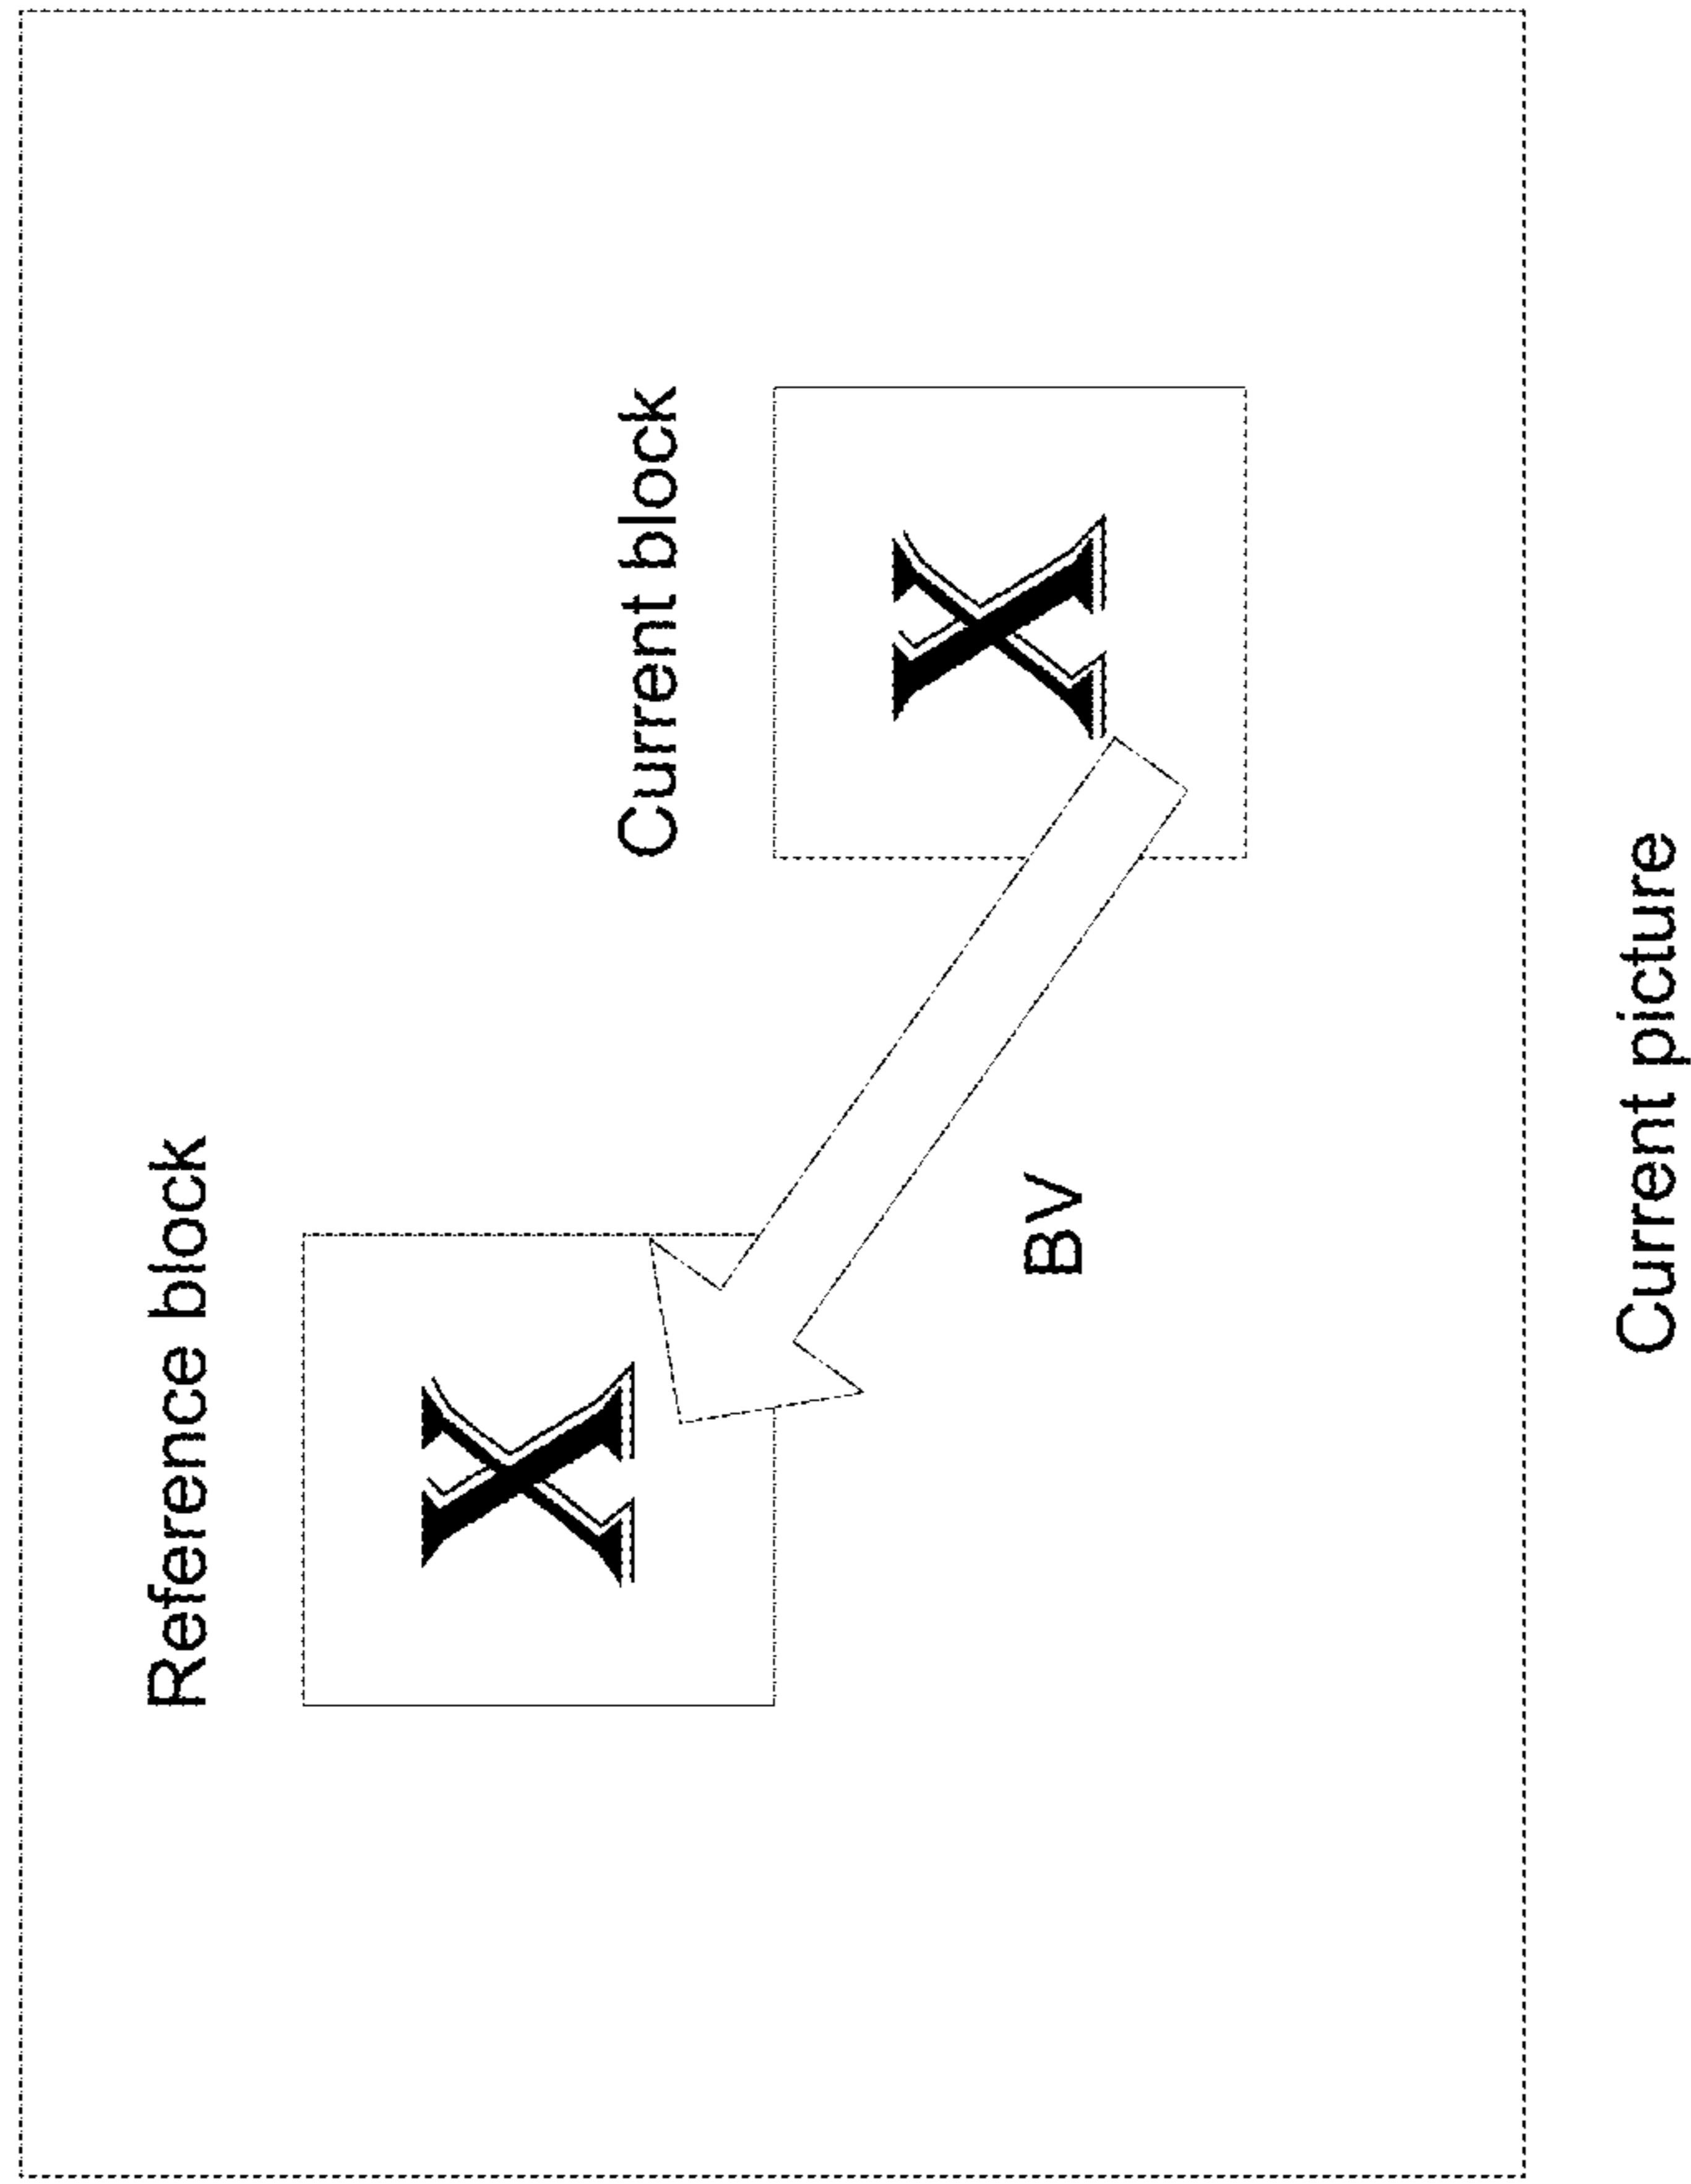 Reference block
X
Current block
X
BV
Current picture